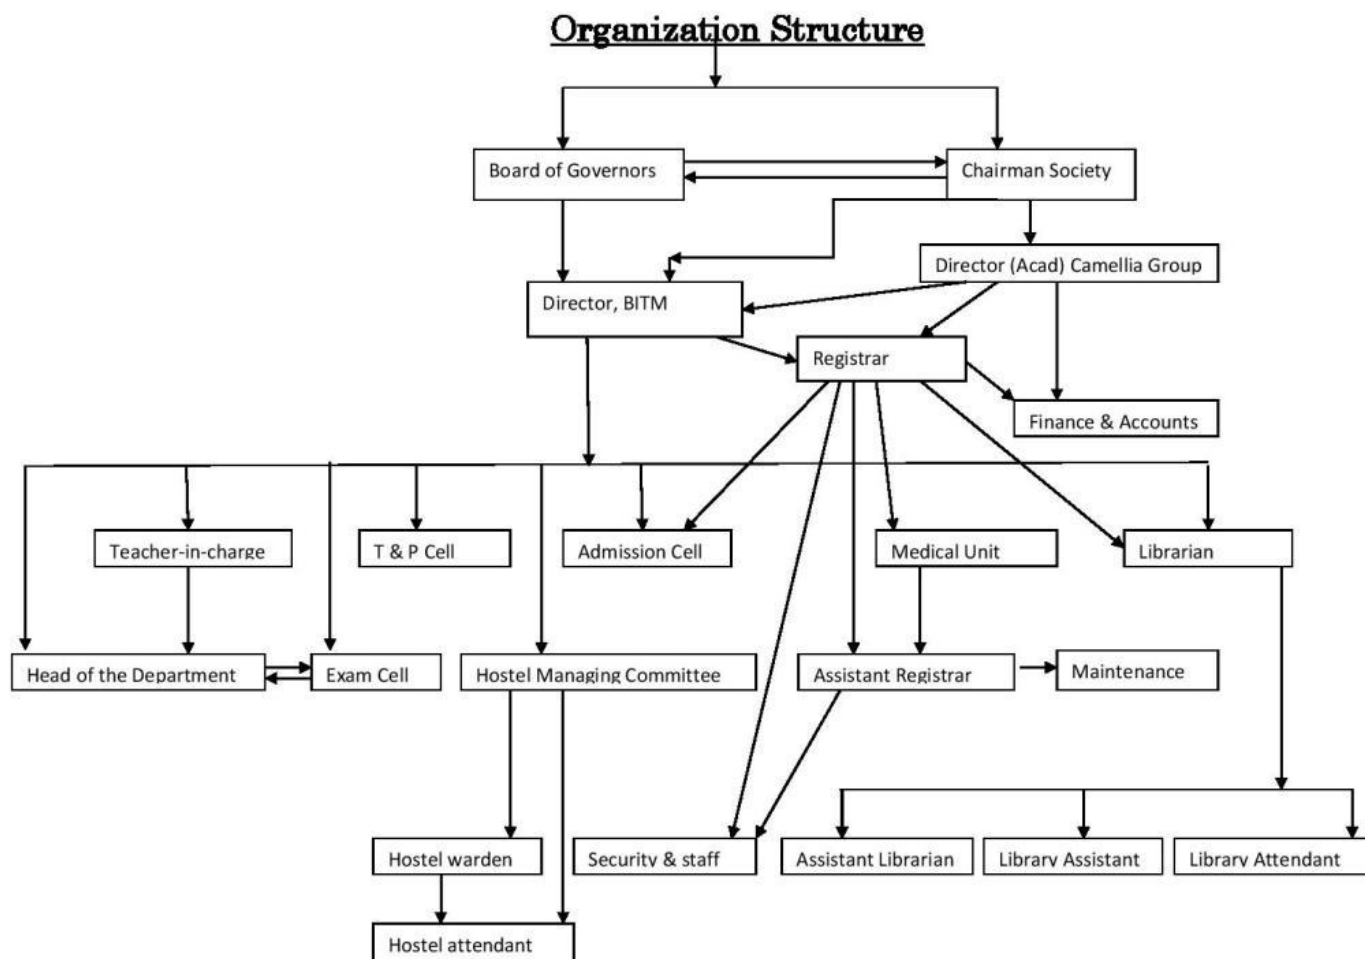 Organization Structure
Board of Governors
Chairman Society
Director (Acad) Camellia Group
Director, BITM
Registrar
Finance & Accounts
Teacher-in-charge
T & P Cell
Admission Cell
Medical Unit
Librarian
Head of the Department
Exam Cell
Hostel Managing Committee
Assistant Registrar
Maintenance
Hostel warden
Security & staff
Assistant Librarian
Library Assistant
Library Attendant
Hostel attendant